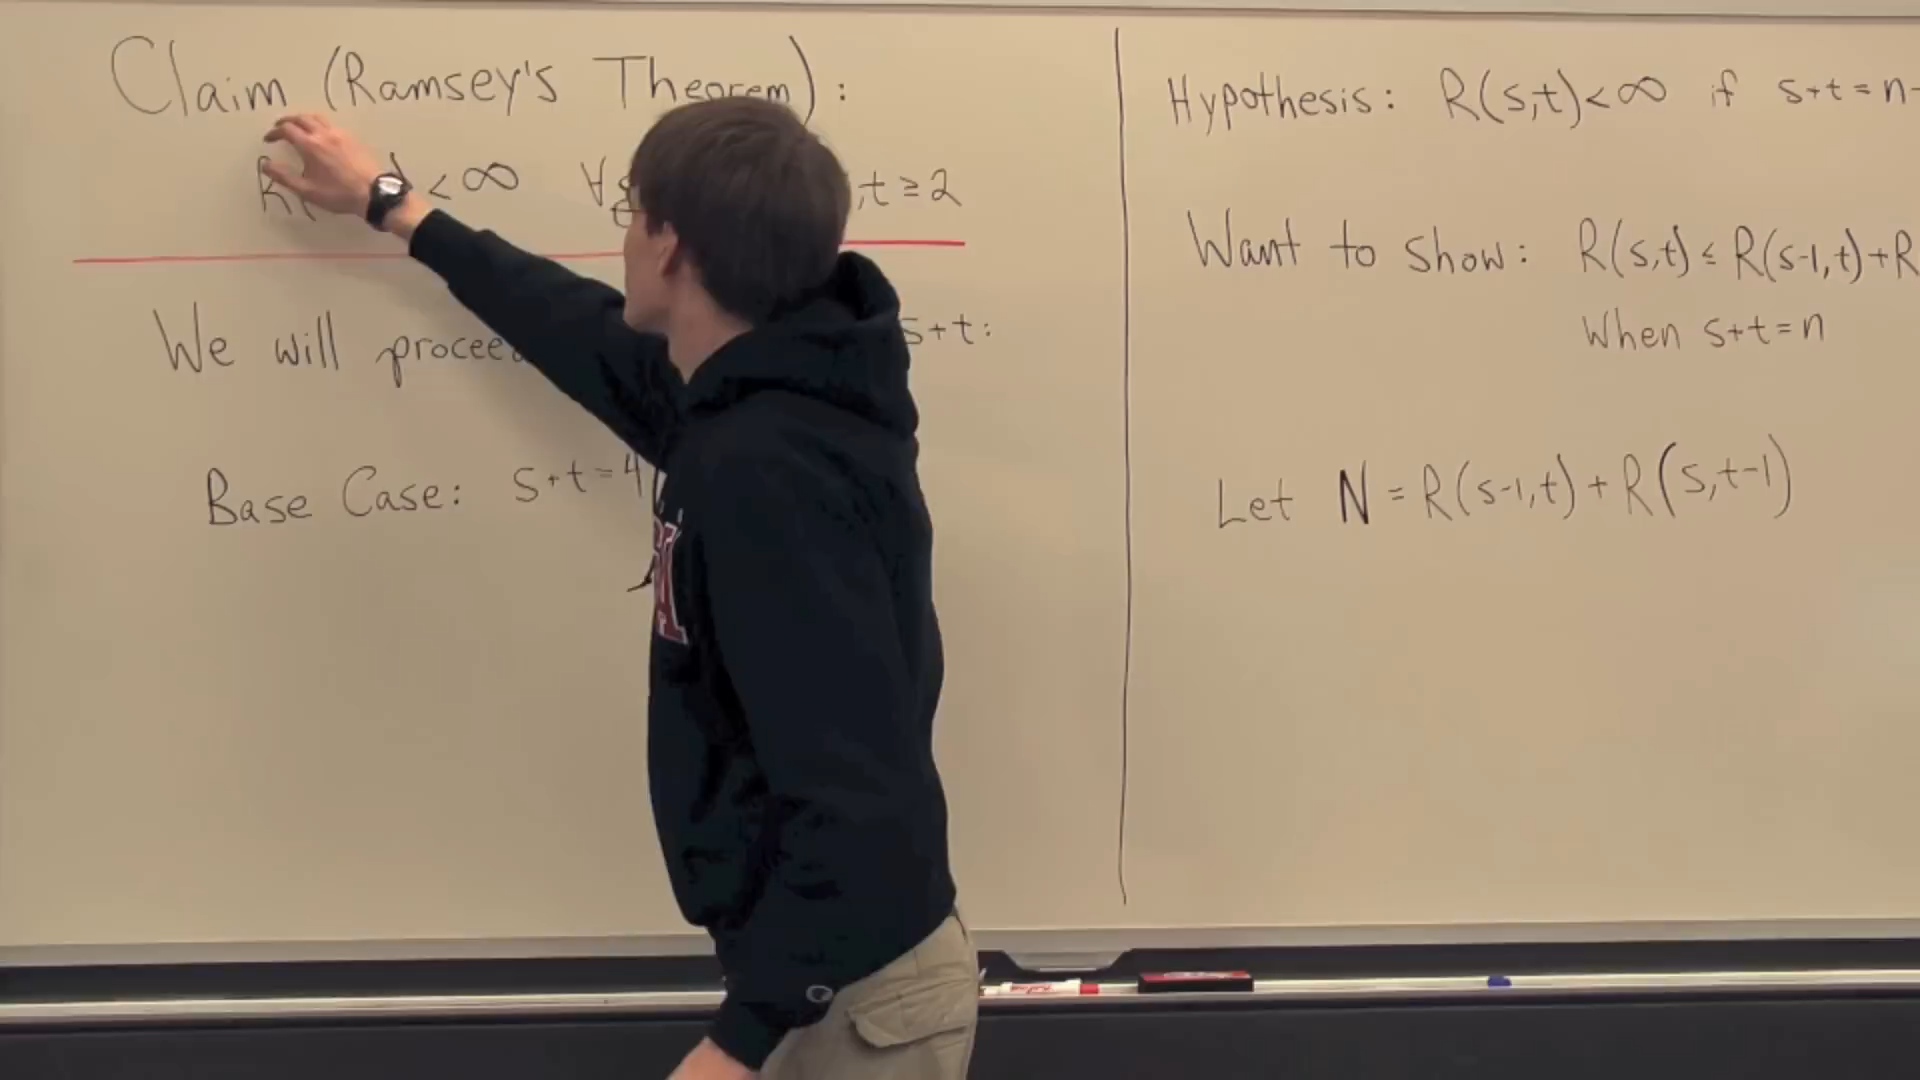 Claim (Ramsey's Theorem):
<∞ ∀ ,t ≥ 2
We will s+t:
Base Case: s+t=4
Hypothesis: R(s,t)<∞ if s+t=n-
Want to show: R(s,t) ≤ R(s-1,t)+R
When s+t=n
Let N = R(s-1,t) + R(s,t-1)